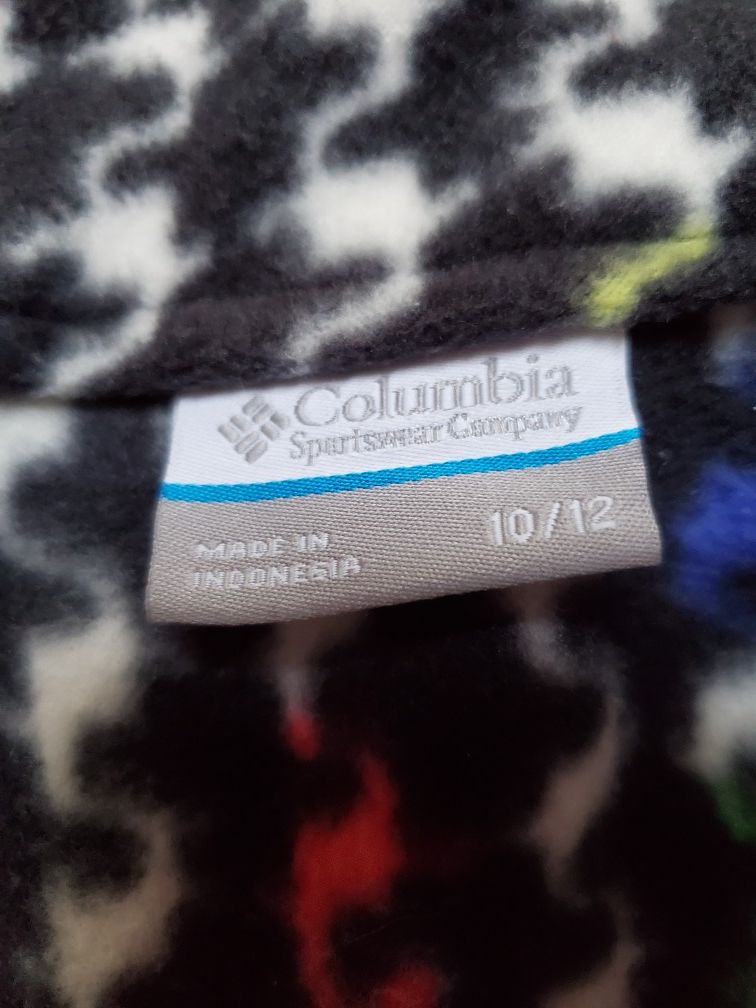 Columbia
Sportswear Company
10/12
MADE IN
INDONESIA